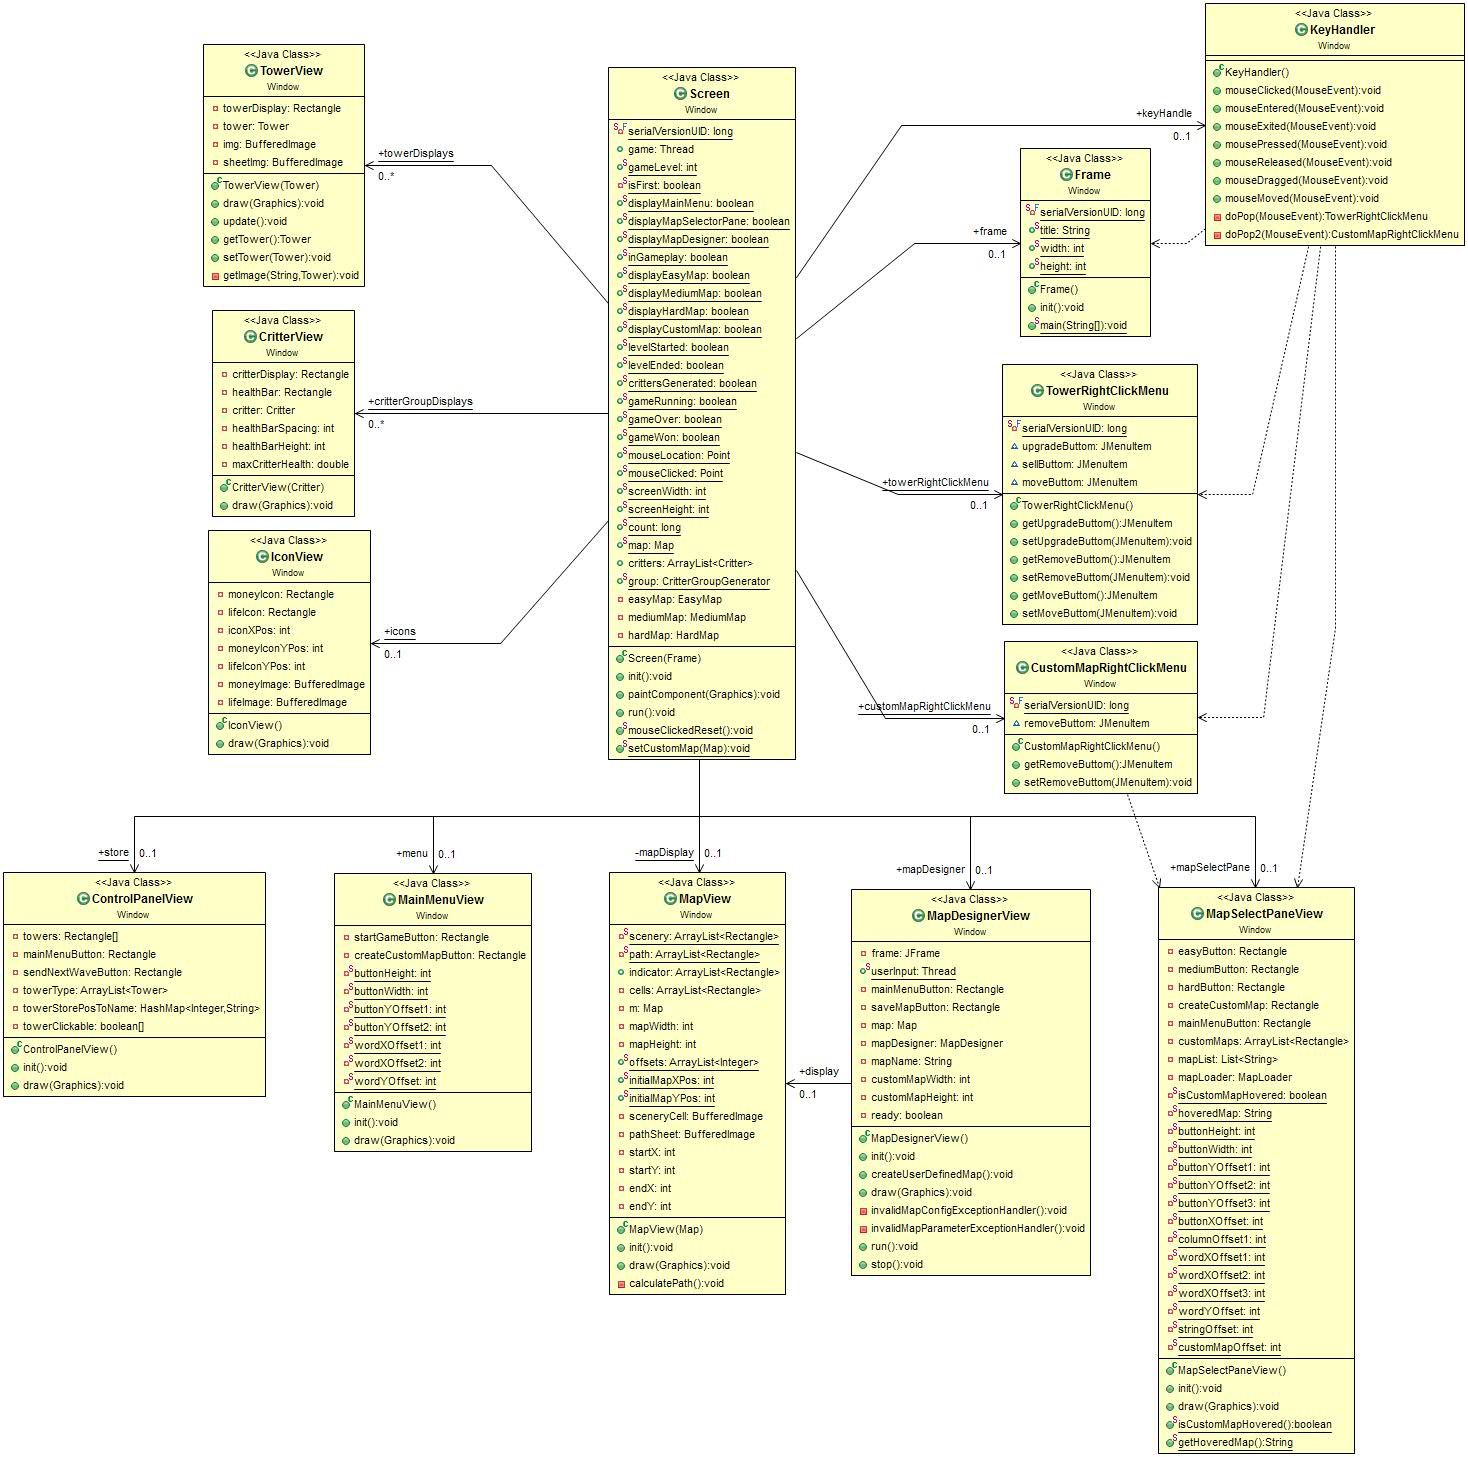 <<Java Class>>
TowerView
Window
towerDisplay: Rectangle
tower: Tower
img: BufferedImage
sheetImg: BufferedImage
TowerView(Tower)
draw(Graphics):void
update():void
getTower():Tower
setTower(Tower):void
getImage(String,Tower):void
+towerDisplays
0..*
<<Java Class>>
CritterView
Window
critterDisplay: Rectangle
healthBar: Rectangle
critter: Critter
healthBarSpacing: int
healthBarHeight: int
maxCritterHealth: double
CritterView(Critter)
draw(Graphics):void
+critterGroupDisplays
0..*
<<Java Class>>
IconView
Window
moneyIcon: Rectangle
lifeIcon: Rectangle
iconXPos: int
moneyIconYPos: int
lifeIconYPos: int
moneyImage: BufferedImage
lifeImage: BufferedImage
IconView()
draw(Graphics):void
+icons
0..1
<<Java Class>>
Screen
Window
serialVersionUID: long
game: Thread
gameLevel: int
isFirst: boolean
displayMainMenu: boolean
displayMapSelectorPane: boolean
displayMapDesigner: boolean
inGameplay: boolean
displayEasyMap: boolean
displayMediumMap: boolean
displayHardMap: boolean
displayCustomMap: boolean
levelStarted: boolean
levelEnded: boolean
crittersGenerated: boolean
gameRunning: boolean
gameOver: boolean
gameWon: boolean
mouseLocation: Point
mouseClicked: Point
screenWidth: int
screenHeight: int
count: long
map: Map
critters: ArrayList<Critter>
group: CritterGroupGenerator
easyMap: EasyMap
mediumMap: MediumMap
hardMap: HardMap
Screen(Frame)
init():void
paintComponent(Graphics):void
run():void
mouseClickedReset():void
setCustomMap(Map):void
<<Java Class>>
KeyHandler
Window
KeyHandler()
mouseClicked(MouseEvent):void
mouseEntered(MouseEvent):void
mouseExited(MouseEvent):void
mousePressed(MouseEvent):void
mouseReleased(MouseEvent):void
mouseDragged(MouseEvent):void
mouseMoved(MouseEvent):void
doPop(MouseEvent):TowerRightClickMenu
doPop2(MouseEvent):CustomMapRightClickMenu
+keyHandle
0..1
<<Java Class>>
Frame
Window
serialVersionUID: long
title: String
width: int
height: int
Frame()
init():void
main(String[]):void
+frame
0..1
<<Java Class>>
TowerRightClickMenu
Window
serialVersionUID: long
upgradeButtom: JMenuItem
sellButtom: JMenuItem
moveButtom: JMenuItem
TowerRightClickMenu()
getUpgradeButtom():JMenuItem
setUpgradeButtom(JMenuItem):void
getRemoveButtom():JMenuItem
setRemoveButtom(JMenuItem):void
getMoveButtom():JMenuItem
setMoveButtom(JMenuItem):void
+towerRightClickMenu
0..1
<<Java Class>>
CustomMapRightClickMenu
Window
serialVersionUID: long
removeButtom: JMenuItem
CustomMapRightClickMenu()
getRemoveButtom():JMenuItem
setRemoveButtom(JMenuItem):void
+customMapRightClickMenu
0..1
+store
0..1
<<Java Class>>
ControlPanelView
Window
towers: Rectangle[]
mainMenuButton: Rectangle
sendNextWaveButton: Rectangle
towerType: ArrayList<Tower>
towerStorePosToName: HashMap<Integer,String>
towerClickable: boolean[]
ControlPanelView()
init():void
draw(Graphics):void
+menu
0..1
<<Java Class>>
MainMenuView
Window
startGameButton: Rectangle
createCustomMapButton: Rectangle
buttonHeight: int
buttonWidth: int
buttonYOffset1: int
buttonYOffset2: int
wordXOffset1: int
wordXOffset2: int
wordYOffset: int
MainMenuView()
init():void
draw(Graphics):void
-mapDisplay
0..1
<<Java Class>>
MapView
Window
scenery: ArrayList<Rectangle>
path: ArrayList<Rectangle>
indicator: ArrayList<Rectangle>
cells: ArrayList<Rectangle>
m: Map
mapWidth: int
mapHeight: int
offsets: ArrayList<Integer>
initialMapXPos: int
initialMapYPos: int
sceneryCell: BufferedImage
pathSheet: BufferedImage
startX: int
startY: int
endX: int
endY: int
MapView(Map)
init():void
draw(Graphics):void
calculatePath():void
+display
0..1
+mapDesigner
0..1
<<Java Class>>
MapDesignerView
Window
frame: JFrame
userInput: Thread
mainMenuButton: Rectangle
saveMapButton: Rectangle
map: Map
mapDesigner: MapDesigner
mapName: String
customMapWidth: int
customMapHeight: int
ready: boolean
MapDesignerView()
init():void
createUserDefinedMap():void
draw(Graphics):void
invalidMapConfigExceptionHandler():void
invalidMapParameterExceptionHandler():void
run():void
stop():void
+mapSelectPane
0..1
<<Java Class>>
MapSelectPaneView
Window
easyButton: Rectangle
mediumButton: Rectangle
hardButton: Rectangle
createCustomMap: Rectangle
mainMenuButton: Rectangle
customMaps: ArrayList<Rectangle>
mapList: List<String>
mapLoader: MapLoader
isCustomMapHovered: boolean
hoveredMap: String
buttonHeight: int
buttonWidth: int
buttonYOffset1: int
buttonYOffset2: int
buttonYOffset3: int
buttonXOffset: int
columnOffset1: int
wordXOffset1: int
wordXOffset2: int
wordXOffset3: int
wordYOffset: int
stringOffset: int
customMapOffset: int
MapSelectPaneView()
init():void
draw(Graphics):void
isCustomMapHovered():boolean
getHoveredMap():String